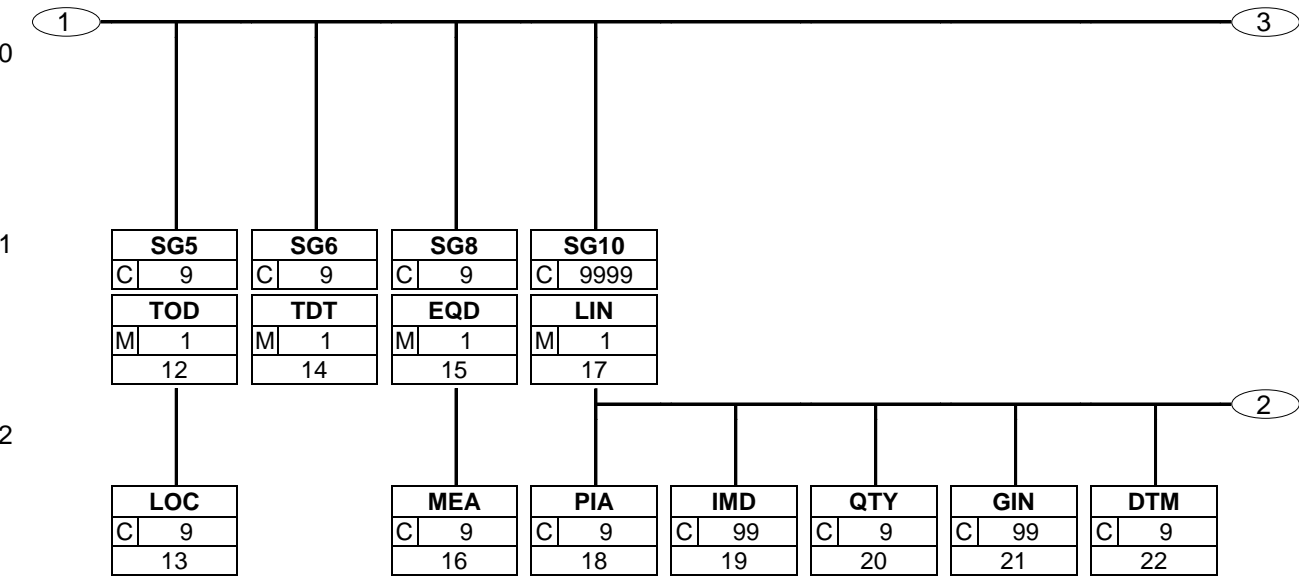 1 3
0
1
SG5 SG6 SG8 SG10
C 9 C 9 C 9 C 9999
TOD TDT EQD LIN
M 1 M 1 M 1 M 1
12 14 15 17
2
2
LOC MEA PIA IMD QTY GIN DTM
C 9 C 9 C 9 C 99 C 9 C 99 C 9
13 16 18 19 20 21 22